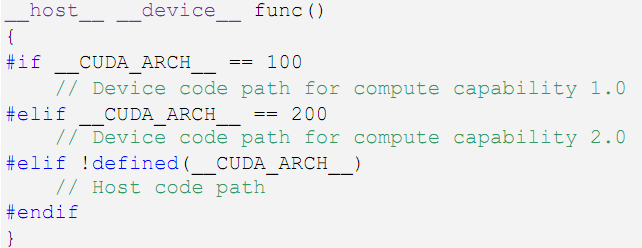 __host__ __device__ func()
{
#if __CUDA_ARCH__ == 100
    // Device code path for compute capability 1.0
#elif __CUDA_ARCH__ == 200
    // Device code path for compute capability 2.0
#elif !defined(__CUDA_ARCH__)
    // Host code path
#endif
}